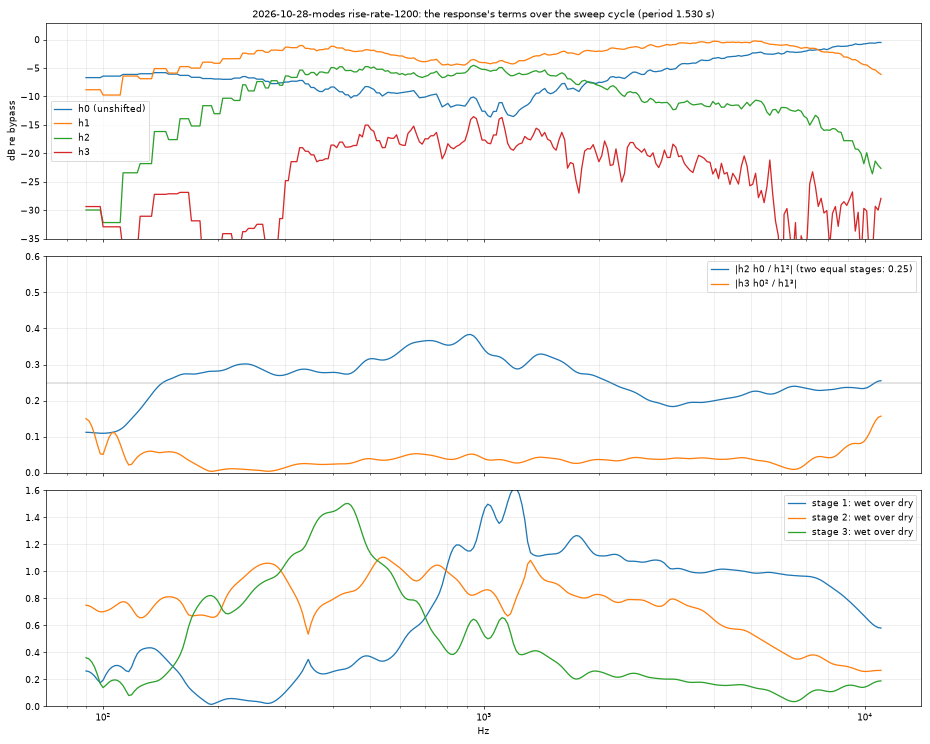 2026-10-28-modes rise-rate-1200: the response's terms over the sweep cycle (period 1.530 s)
dB re bypass
0
−5
−10
−15
−20
−25
−30
−35
h0 (unshifted)
h1
h2
h3
0.6
0.5
0.4
0.3
0.2
0.1
0.0
|h2 h0 / h1²| (two equal stages: 0.25)
|h3 h0² / h1³|
1.6
1.4
1.2
1.0
0.8
0.6
0.4
0.2
0.0
stage 1: wet over dry
stage 2: wet over dry
stage 3: wet over dry
10²
10³
10⁴
Hz